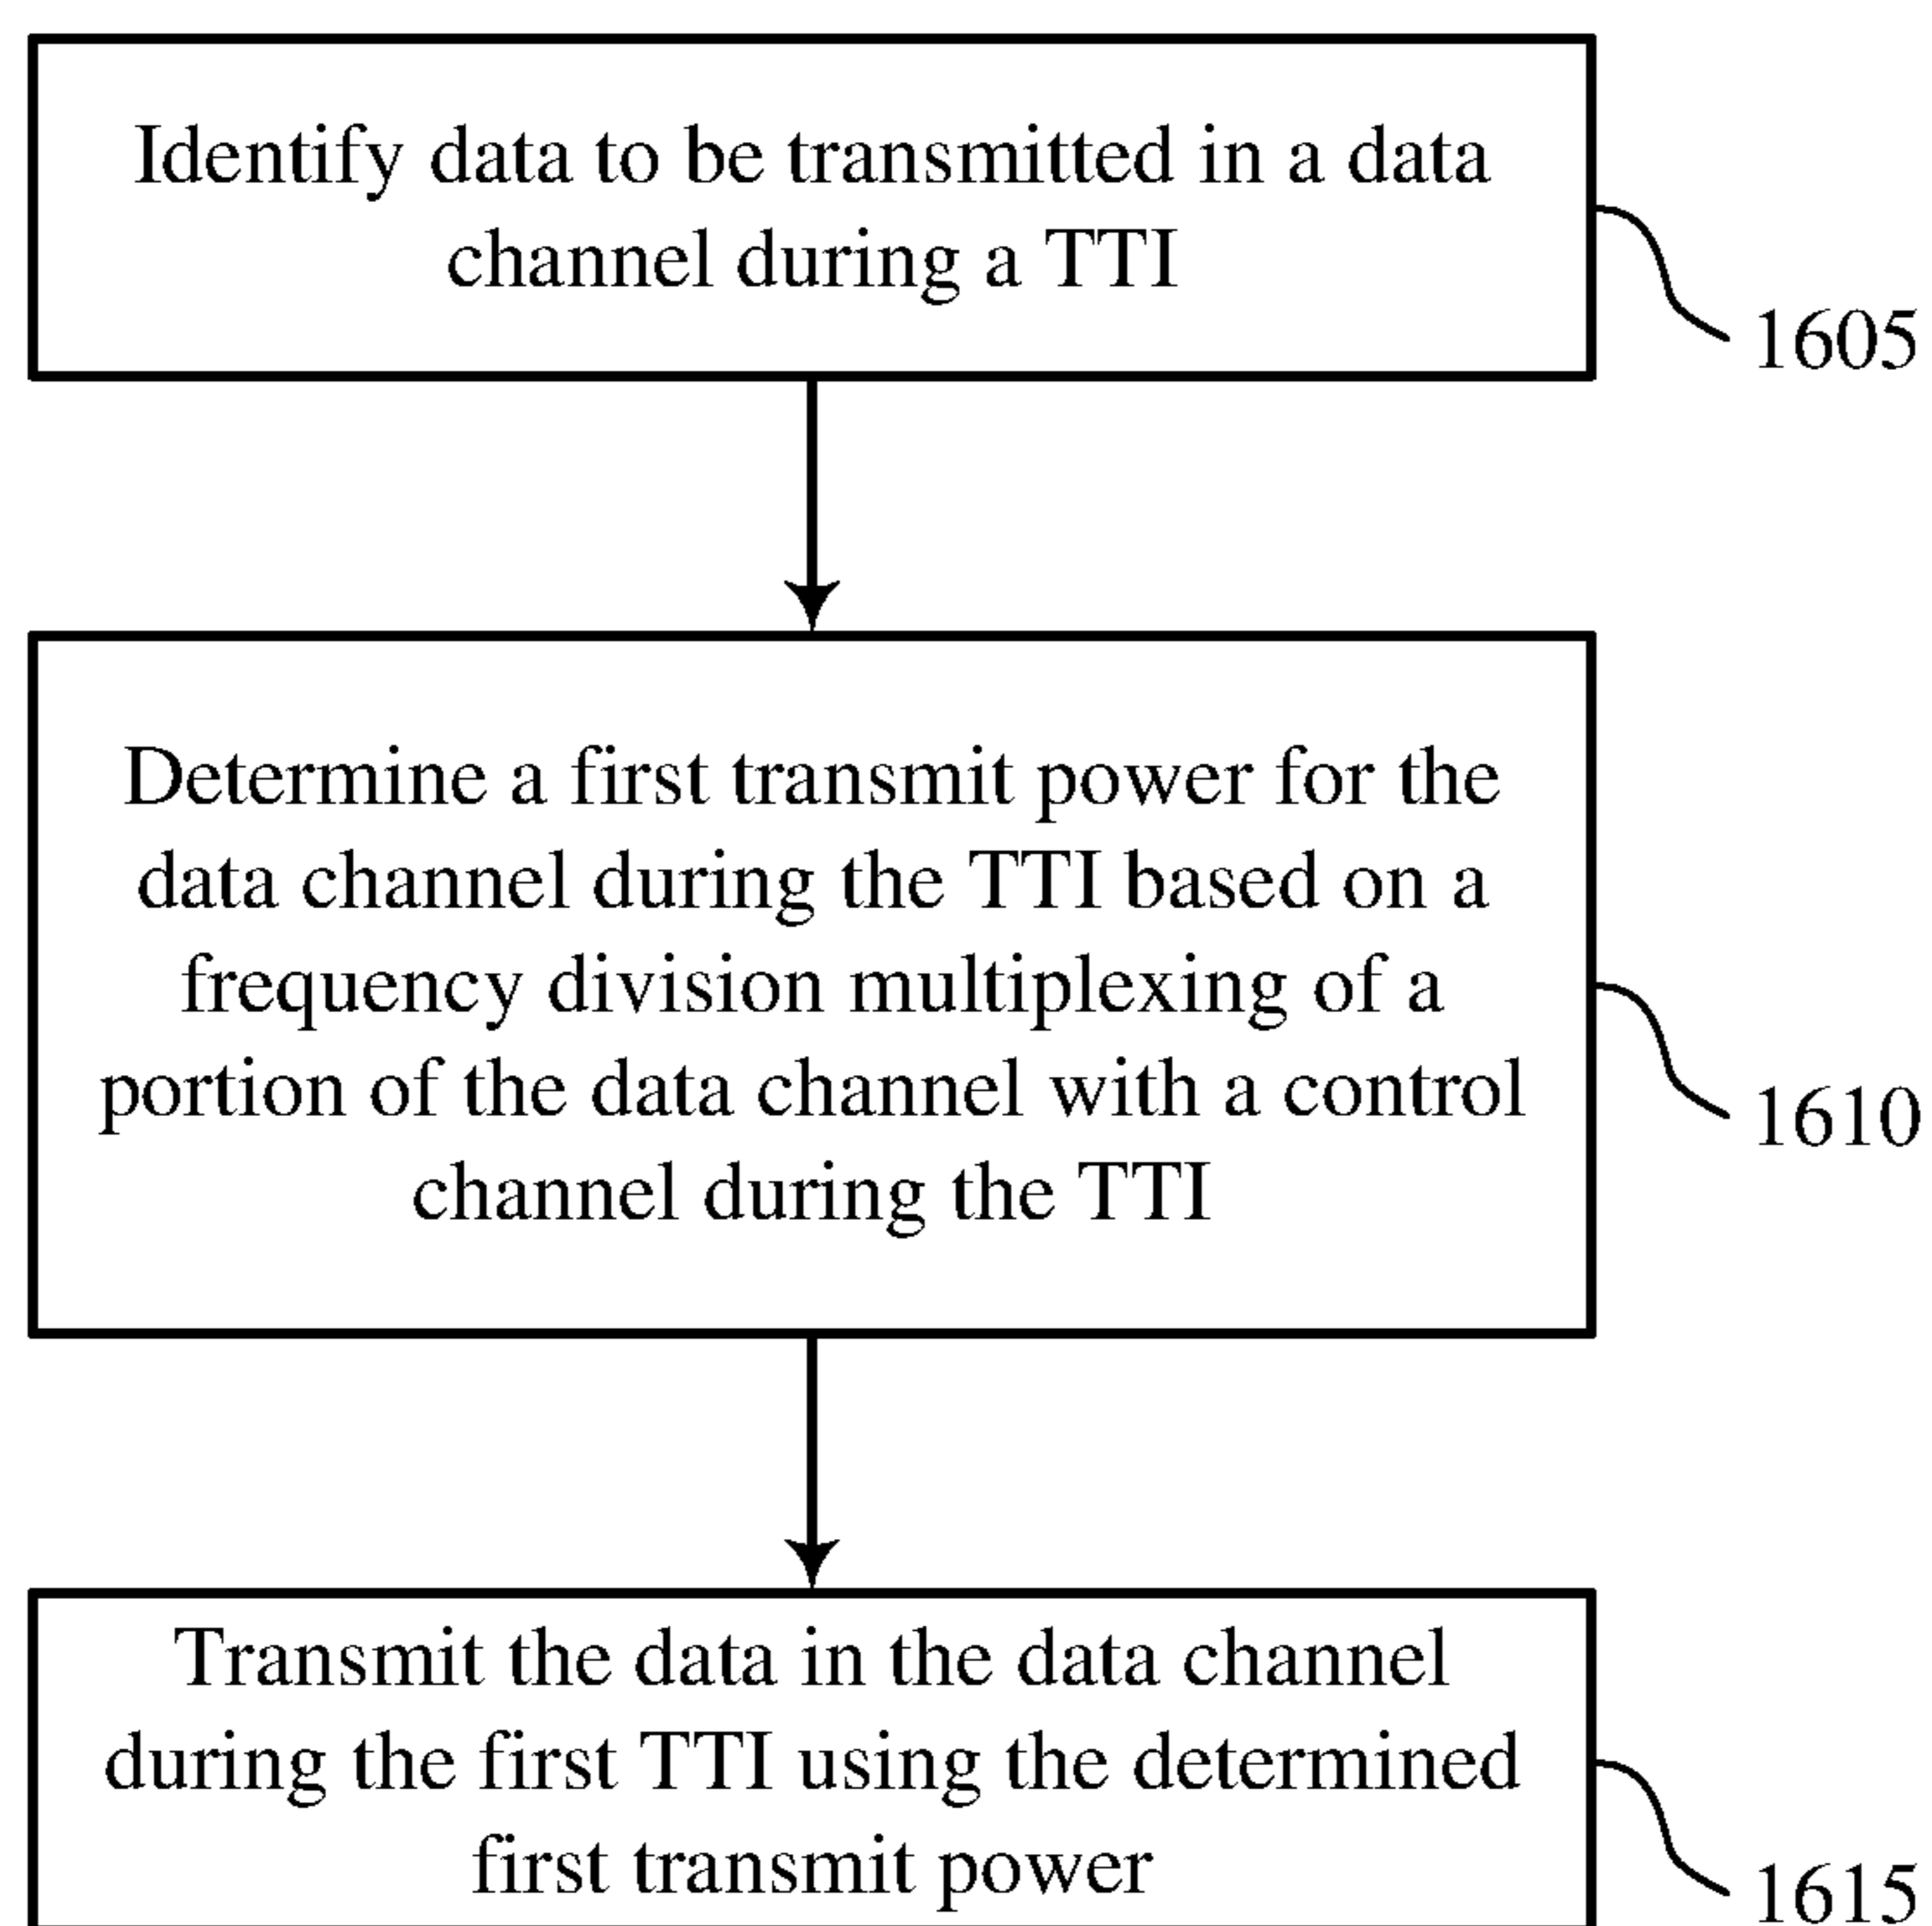 Identify data to be transmitted in a data
channel during a TTI
1605
Determine a first transmit power for the
data channel during the TTI based on a
frequency division multiplexing of a
portion of the data channel with a control
channel during the TTI
1610
Transmit the data in the data channel
during the first TTI using the determined
first transmit power
1615